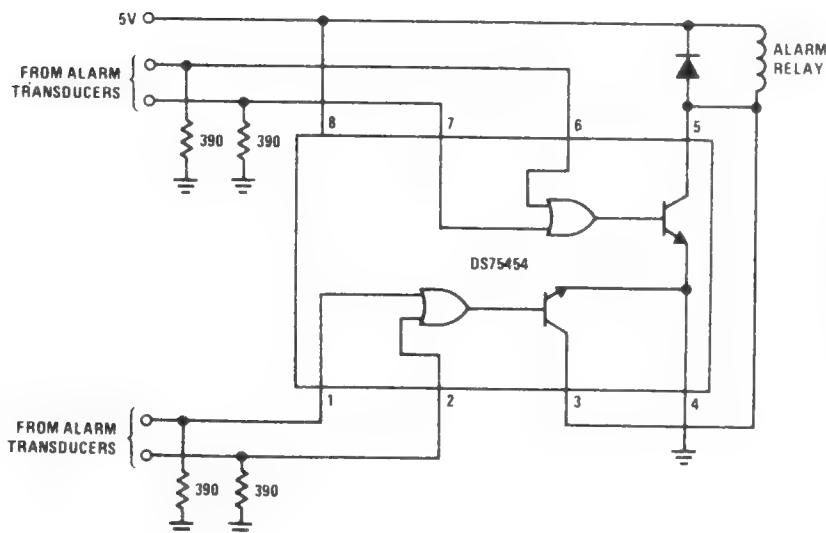 5V
FROM ALARM
TRANSDUCERS
ALARM
RELAY
390
390
8
7
6
5
DS75454
1
2
3
4
FROM ALARM
TRANSDUCERS
390
390